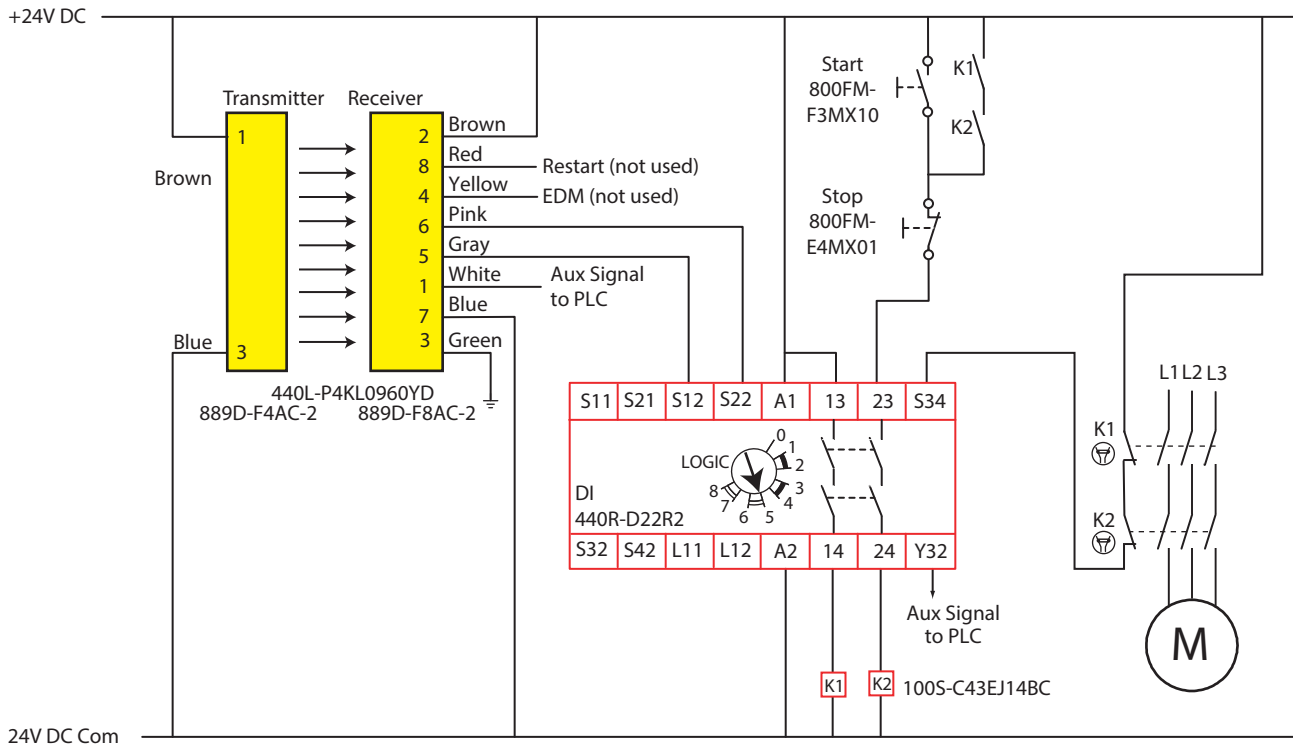 +24V DC
Transmitter
Receiver
1
Brown
Blue
3
2
Brown
8
Red
Restart (not used)
4
Yellow
EDM (not used)
6
Pink
5
Gray
1
White
Aux Signal
to PLC
7
Blue
3
Green
440L-P4KL0960YD
889D-F4AC-2
889D-F8AC-2
Start
800FM-
F3MX10
K1
K2
Stop
800FM-
E4MX01
S11 S21 S12 S22 A1 13 23 S34
LOGIC
0
1
2
3
4
5
6
7
8
DI
440R-D22R2
S32 S42 L11 L12 A2 14 24 Y32
Aux Signal
to PLC
K1
K2
100S-C43EJ14BC
L1 L2 L3
K1
K2
M
24V DC Com